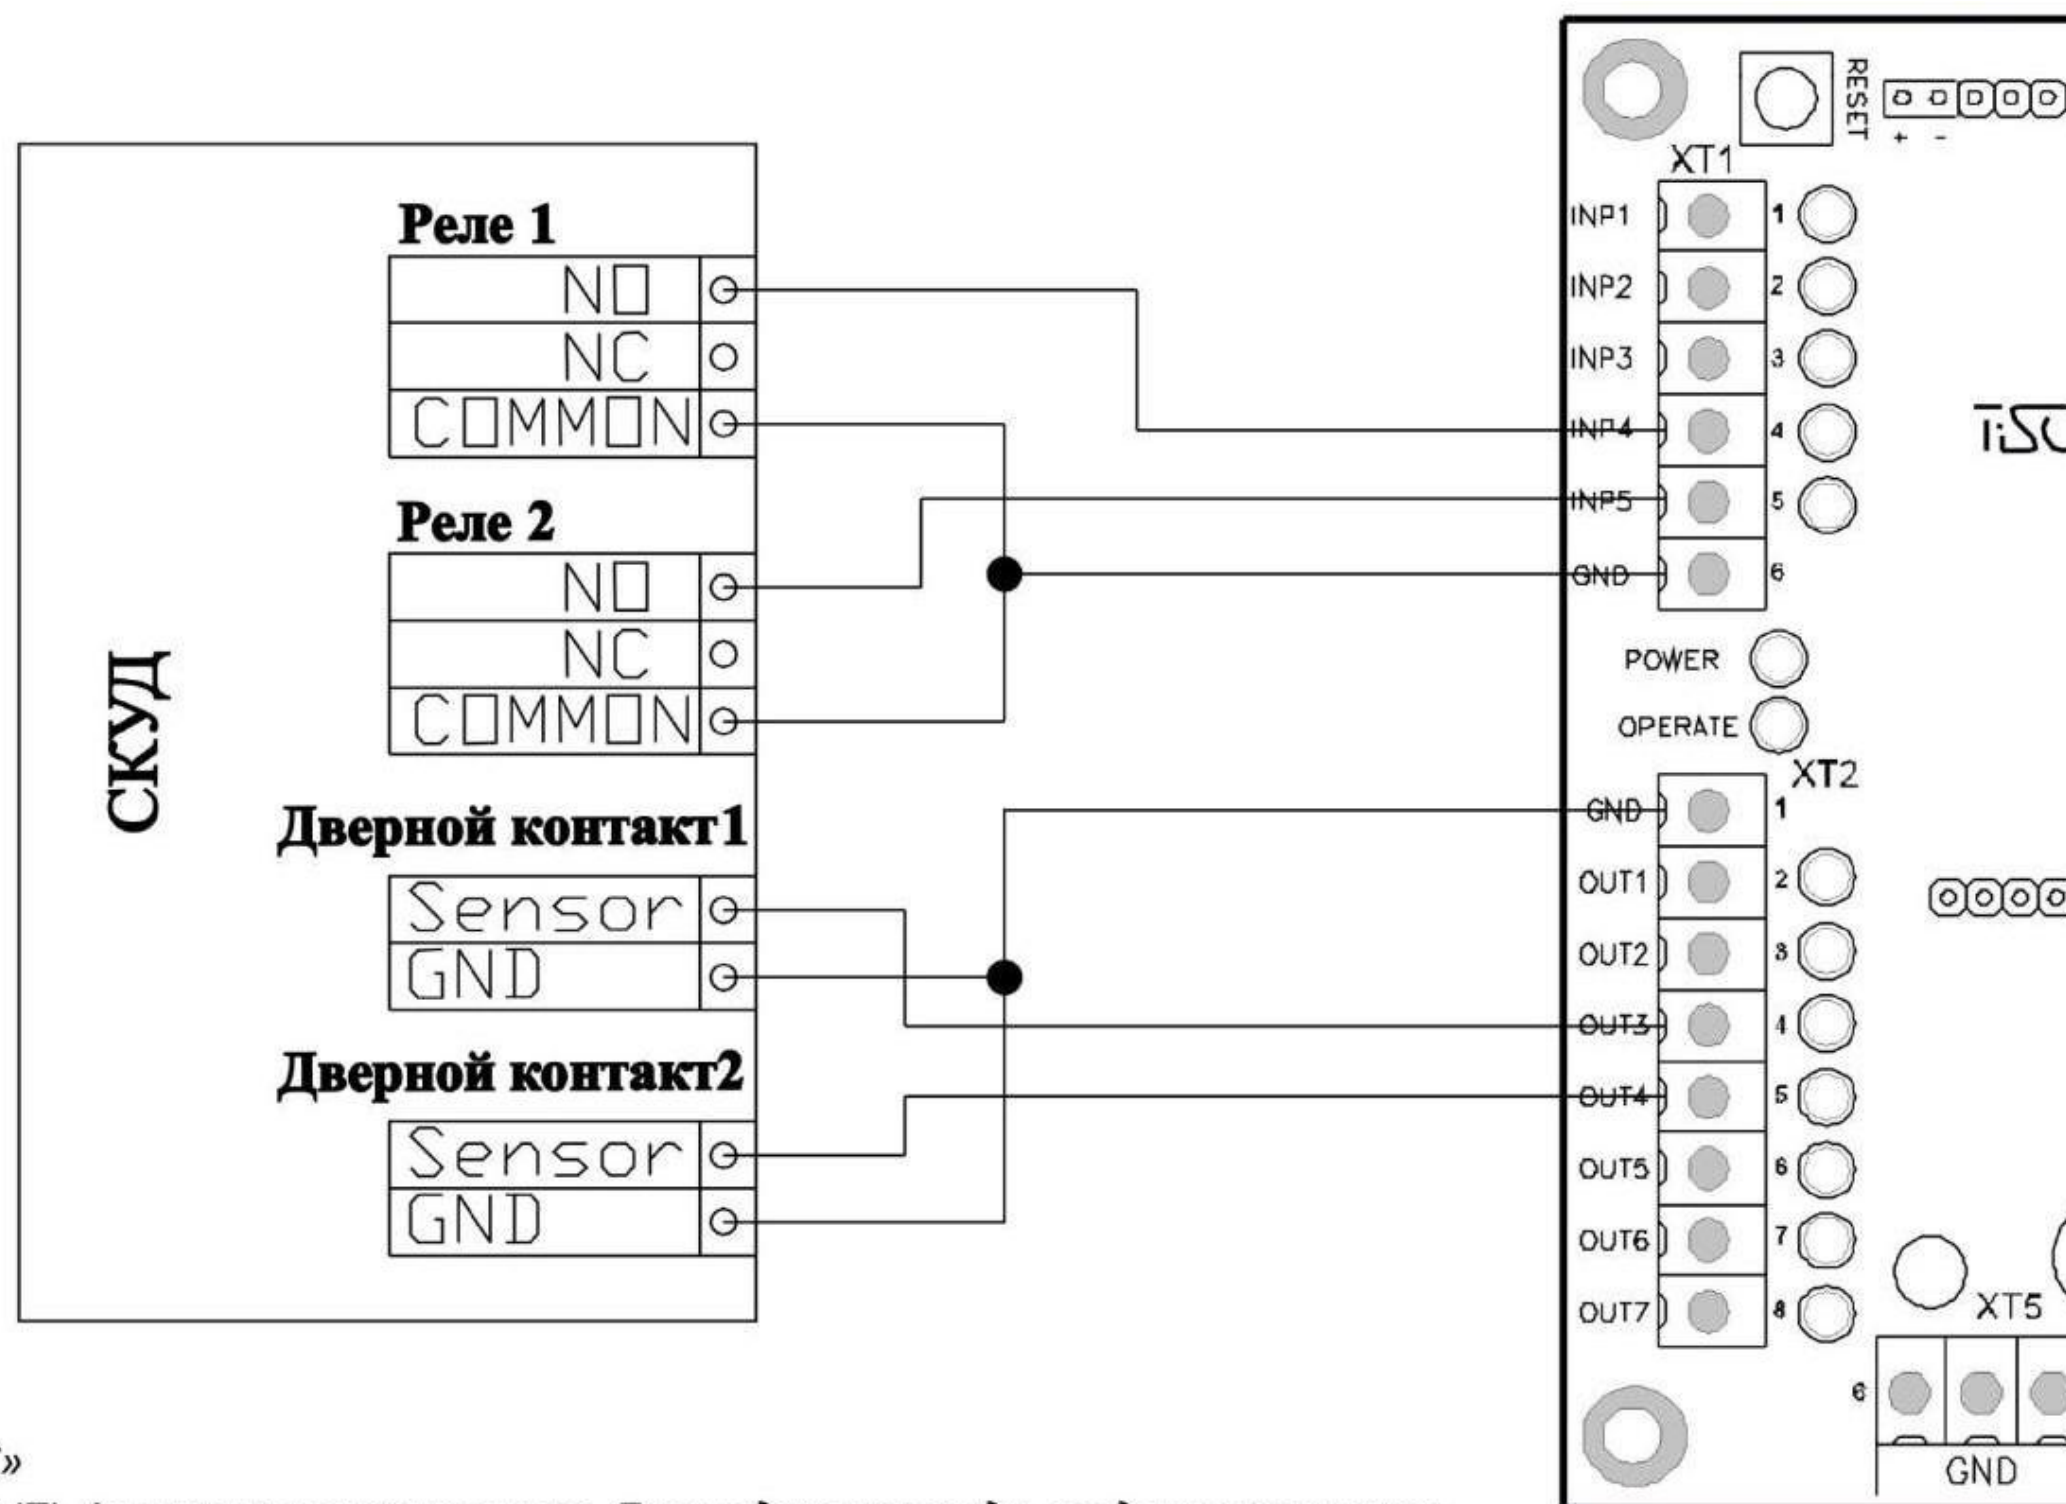 RESET
+ -
XT1
Реле 1
NO
NC
COMMON
Реле 2
NO
NC
COMMON
СКУД
Дверной контакт1
Sensor
GND
Дверной контакт2
Sensor
GND
INP1 1
INP2 2
INP3 3
INP4 4
INP5 5
GND 6
TiSO
POWER
OPERATE
XT2
GND 1
OUT1 2
OUT2 3
OUT3 4
OUT4 5
OUT5 6
OUT6 7
OUT7 8
XT5
6
GND
»